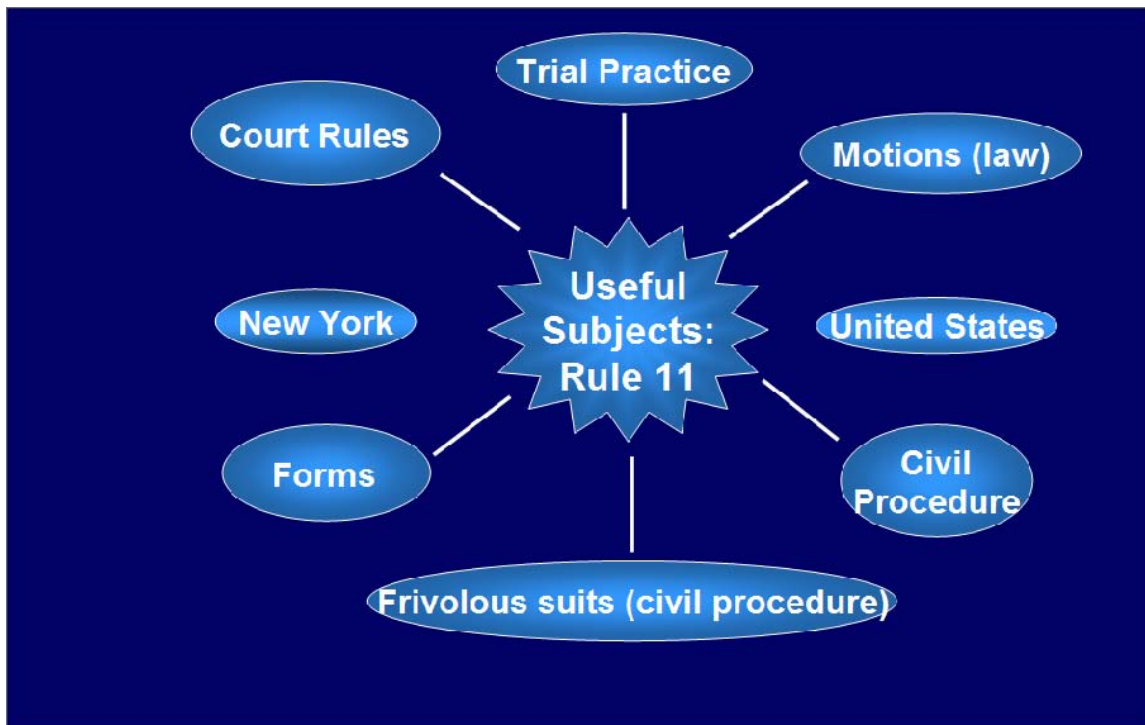 Trial Practice
Court Rules
Motions (law)
Useful
Subjects:
Rule 11
New York
United States
Forms
Civil
Procedure
Frivolous suits (civil procedure)